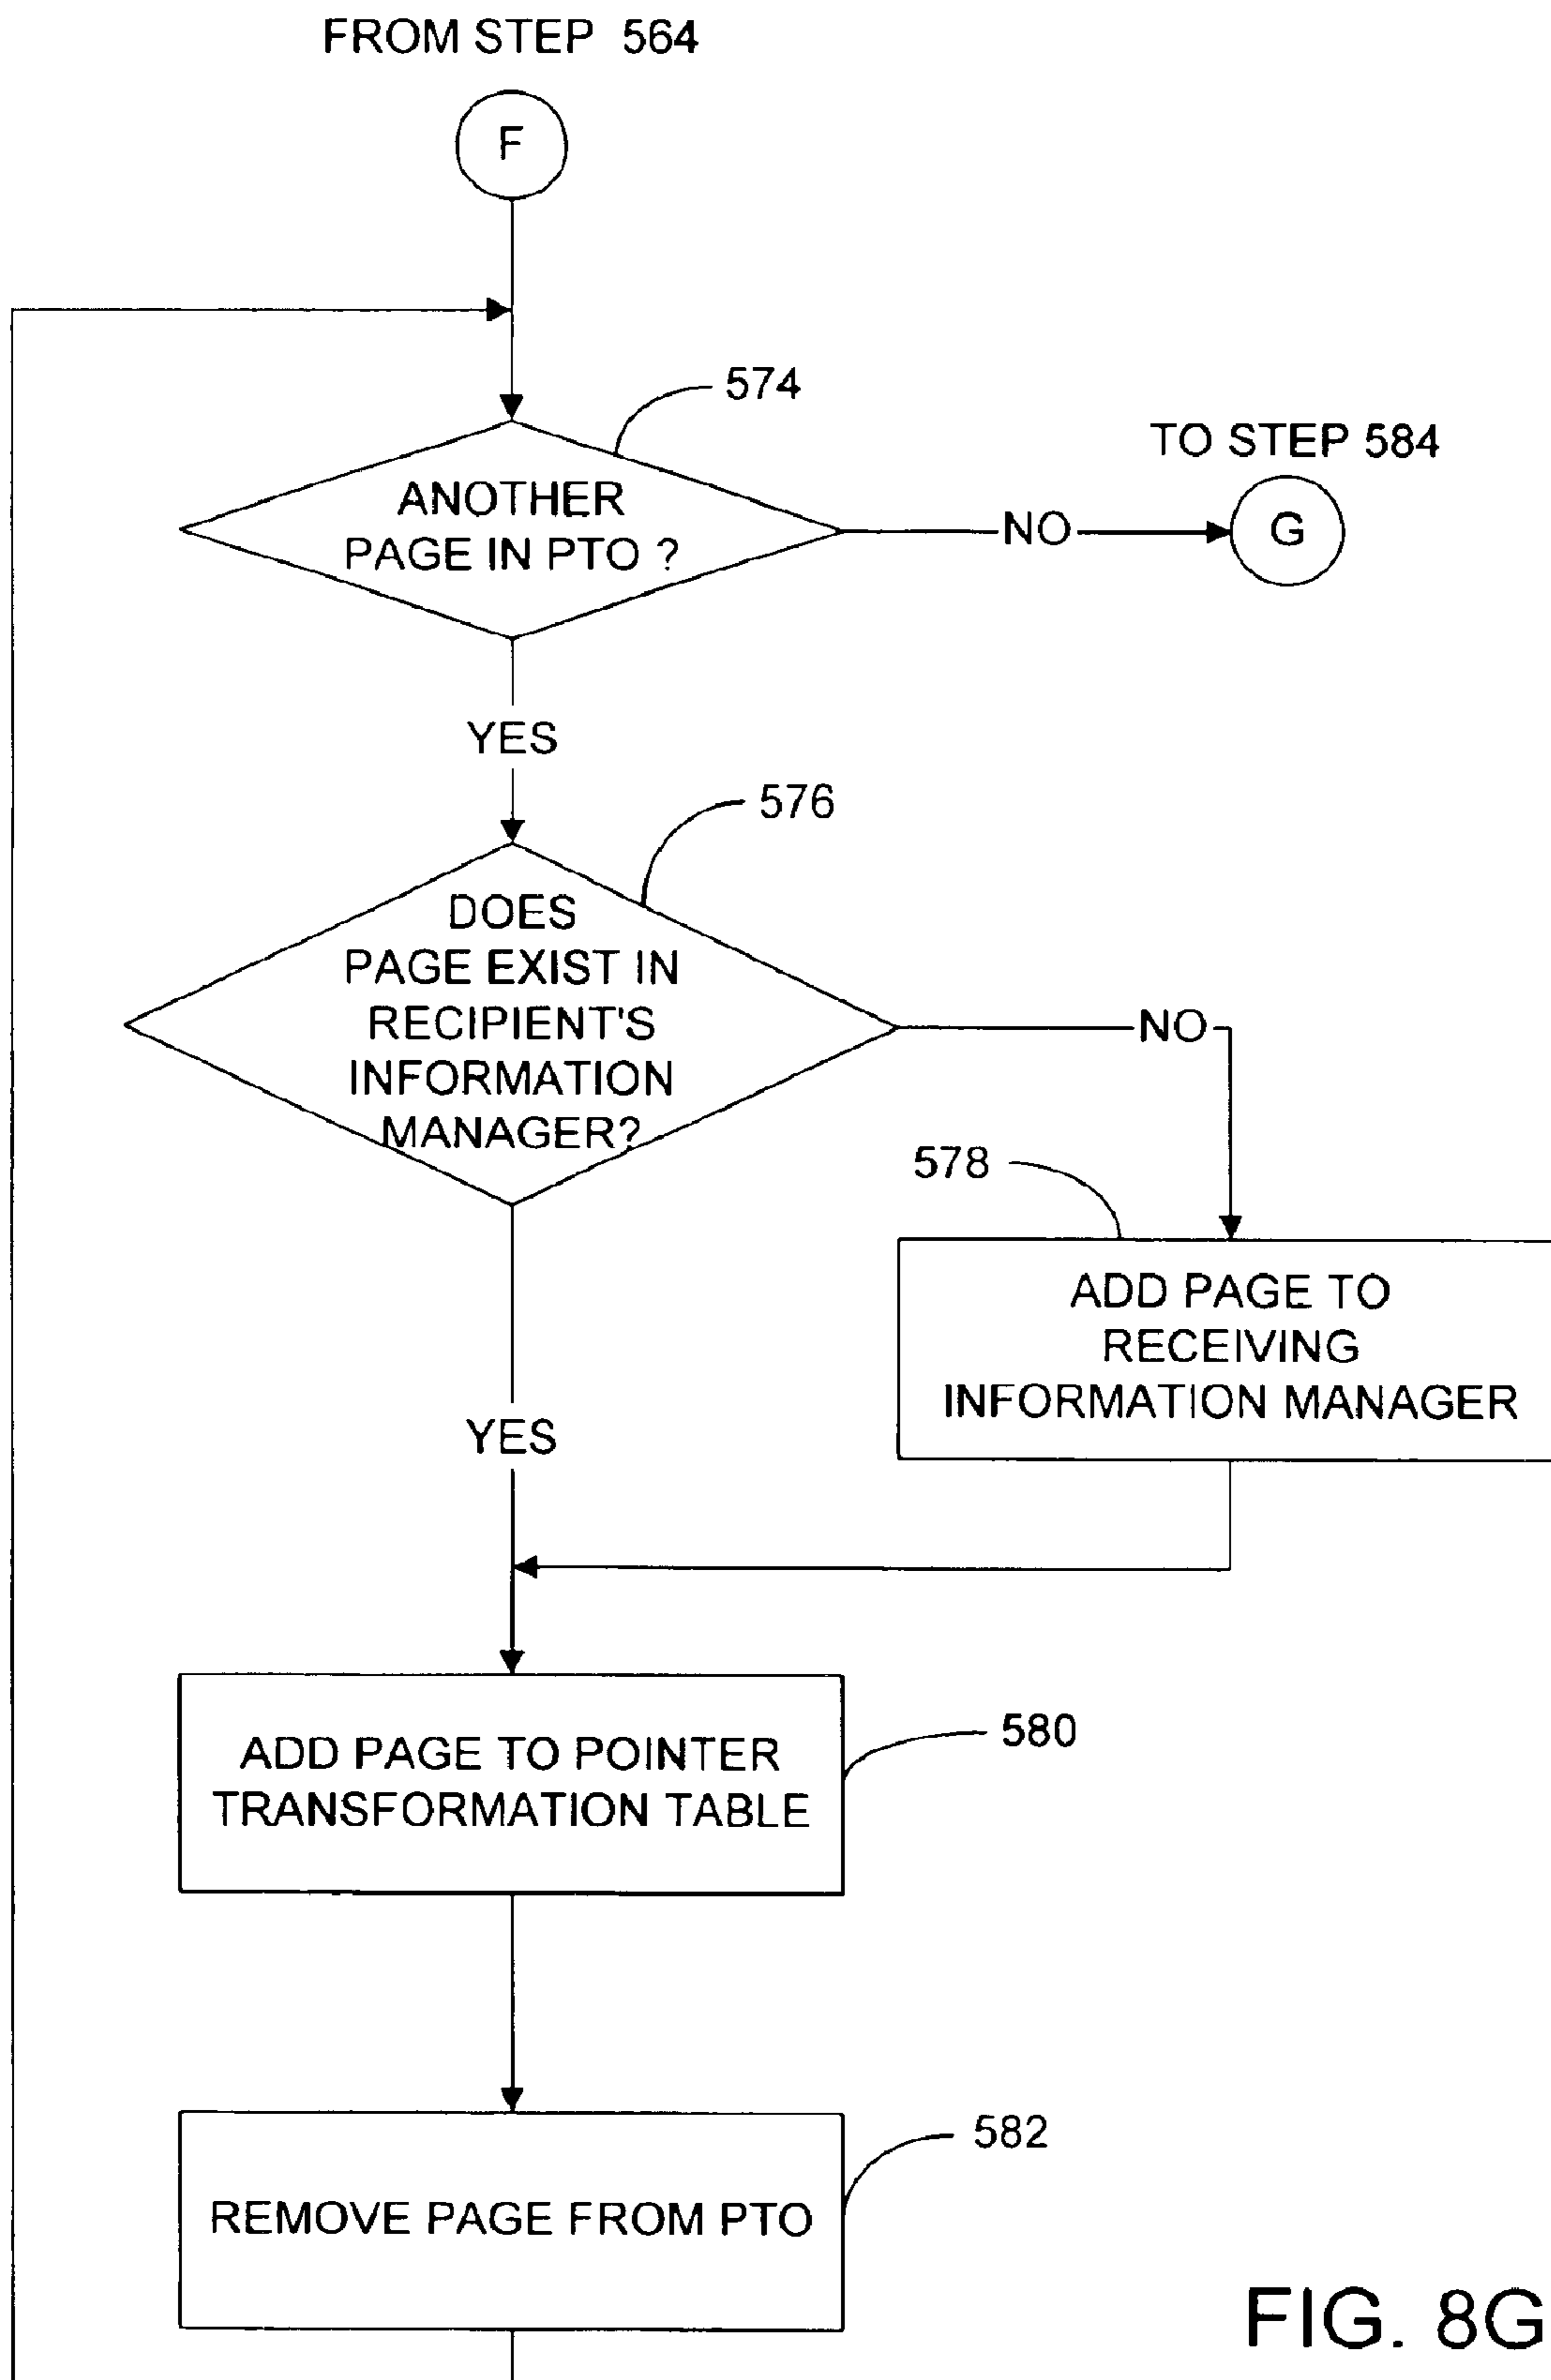 FROM STEP 564
F
574
ANOTHER
PAGE IN PTO ?
NO
TO STEP 584
G
YES
576
DOES
PAGE EXIST IN
RECIPIENT'S
INFORMATION
MANAGER?
NO
578
ADD PAGE TO
RECEIVING
INFORMATION MANAGER
YES
580
ADD PAGE TO POINTER
TRANSFORMATION TABLE
582
REMOVE PAGE FROM PTO
FIG. 8G